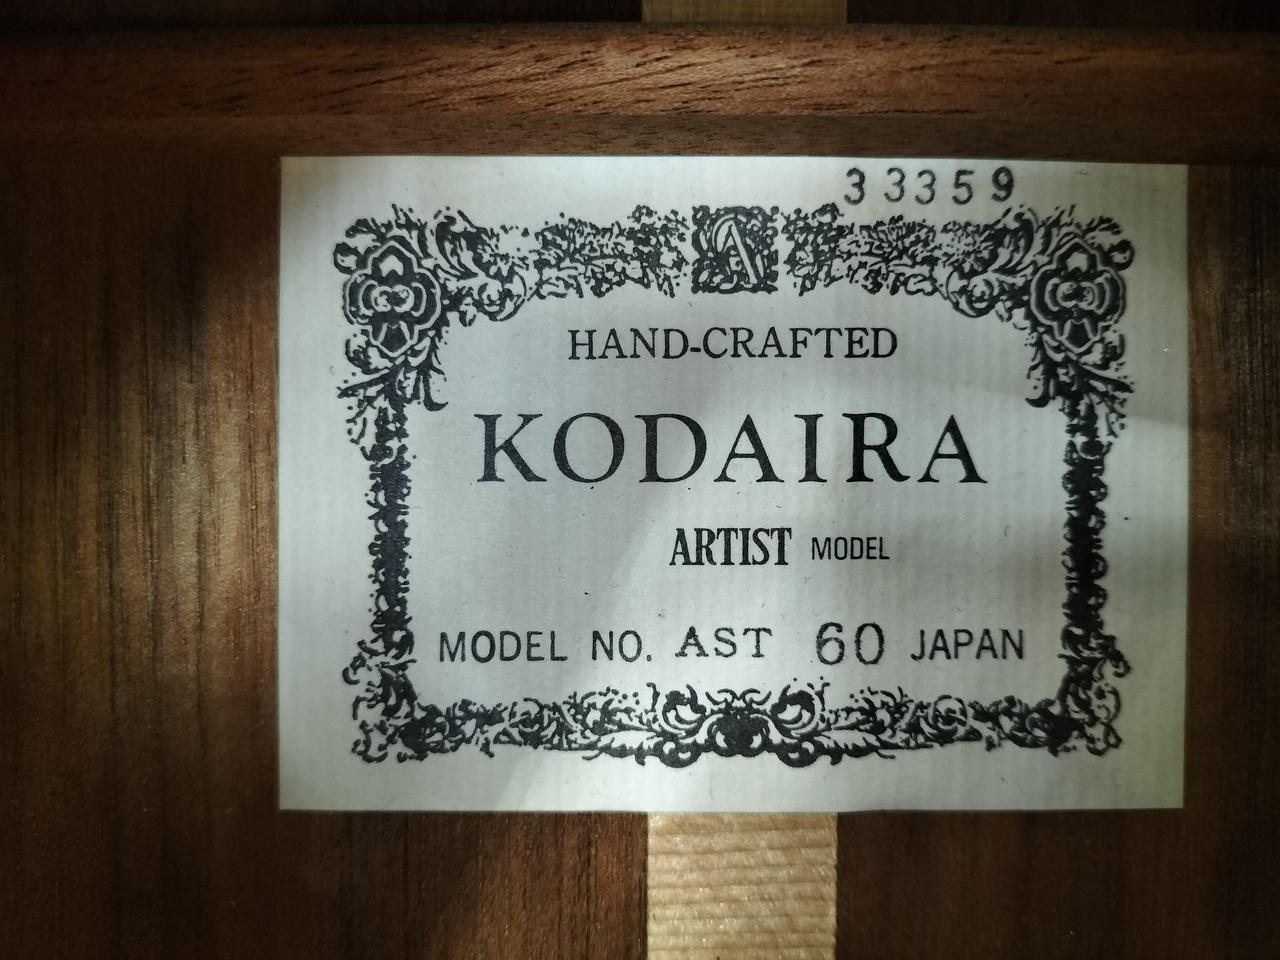 33359
A
HAND-CRAFTED
KODAIRA
ARTIST MODEL
MODEL NO. AST 60 JAPAN